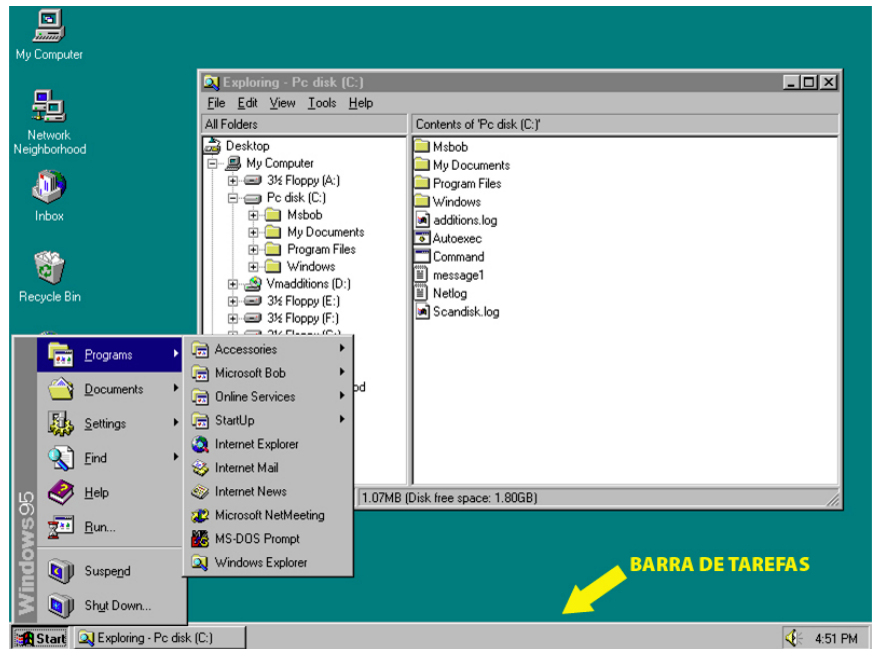 My Computer
Network
Neighborhood
Inbox
Recycle Bin
Exploring - Pc disk (C:)
File Edit View Tools Help
All Folders
Contents of 'Pc disk (C:)'
Desktop
My Computer
3½ Floppy (A:)
Pc disk (C:)
Msbob
My Documents
Program Files
Windows
Vmadditions (D:)
3½ Floppy (E:)
3½ Floppy (F:)
Msbob
My Documents
Program Files
Windows
additions.log
Autoexec
Command
message1
Netlog
Scandisk.log
1.07MB (Disk free space: 1.80GB)
Windows95
Programs
Documents
Settings
Find
Help
Run...
Suspend
Shut Down...
Accessories
Microsoft Bob
Online Services
StartUp
Internet Explorer
Internet Mail
Internet News
Microsoft NetMeeting
MS-DOS Prompt
Windows Explorer
BARRA DE TAREFAS
Start
Exploring - Pc disk (C:)
4:51 PM